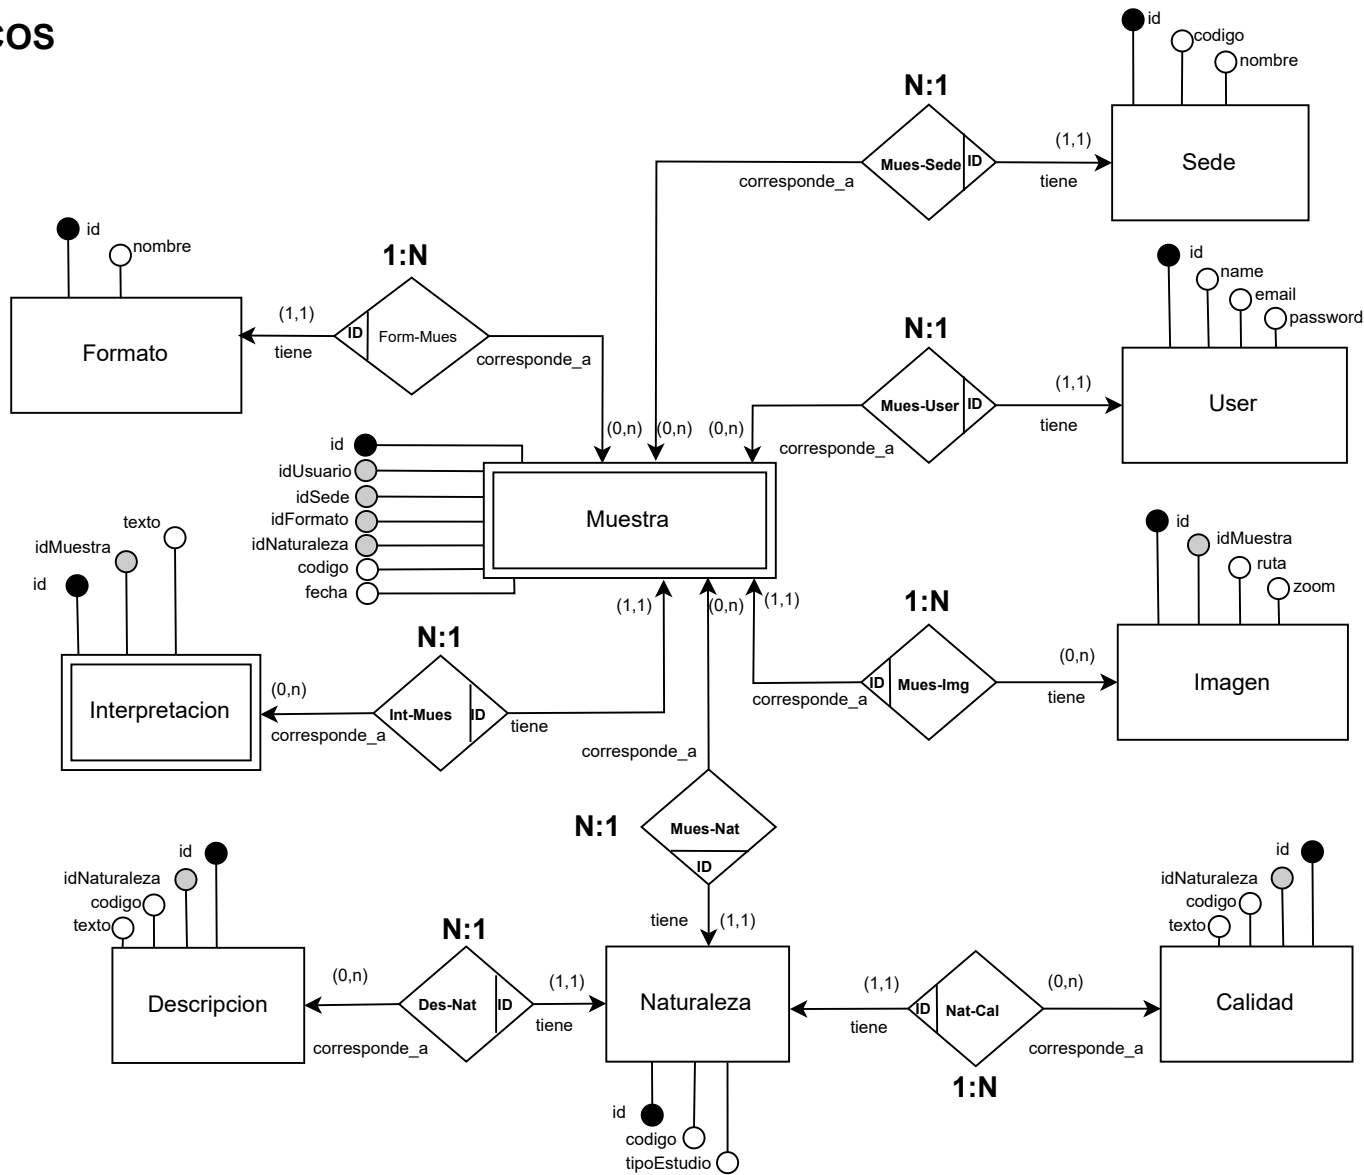 COS
id
codigo
nombre
N:1
Mues-Sede
ID
(1,1)
tiene
corresponde_a
Sede
id
nombre
1:N
Formato
(1,1)
tiene
ID
Form-Mues
corresponde_a
(0,n)
(0,n)
(0,n)
id
name
email
password
N:1
Mues-User
ID
(1,1)
tiene
corresponde_a
User
id
idUsuario
idSede
idFormato
idNaturaleza
codigo
fecha
Muestra
texto
idMuestra
id
Interpretacion
(0,n)
corresponde_a
N:1
Int-Mues
ID
tiene
(1,1)
(0,n)
(1,1)
id
idMuestra
ruta
zoom
1:N
ID
Mues-Img
corresponde_a
(0,n)
tiene
Imagen
corresponde_a
N:1
Mues-Nat
ID
tiene
(1,1)
id
idNaturaleza
codigo
texto
Descripcion
(0,n)
corresponde_a
N:1
Des-Nat
ID
(1,1)
tiene
Naturaleza
id
codigo
tipoEstudio
(1,1)
tiene
ID
Nat-Cal
1:N
(0,n)
corresponde_a
id
idNaturaleza
codigo
texto
Calidad